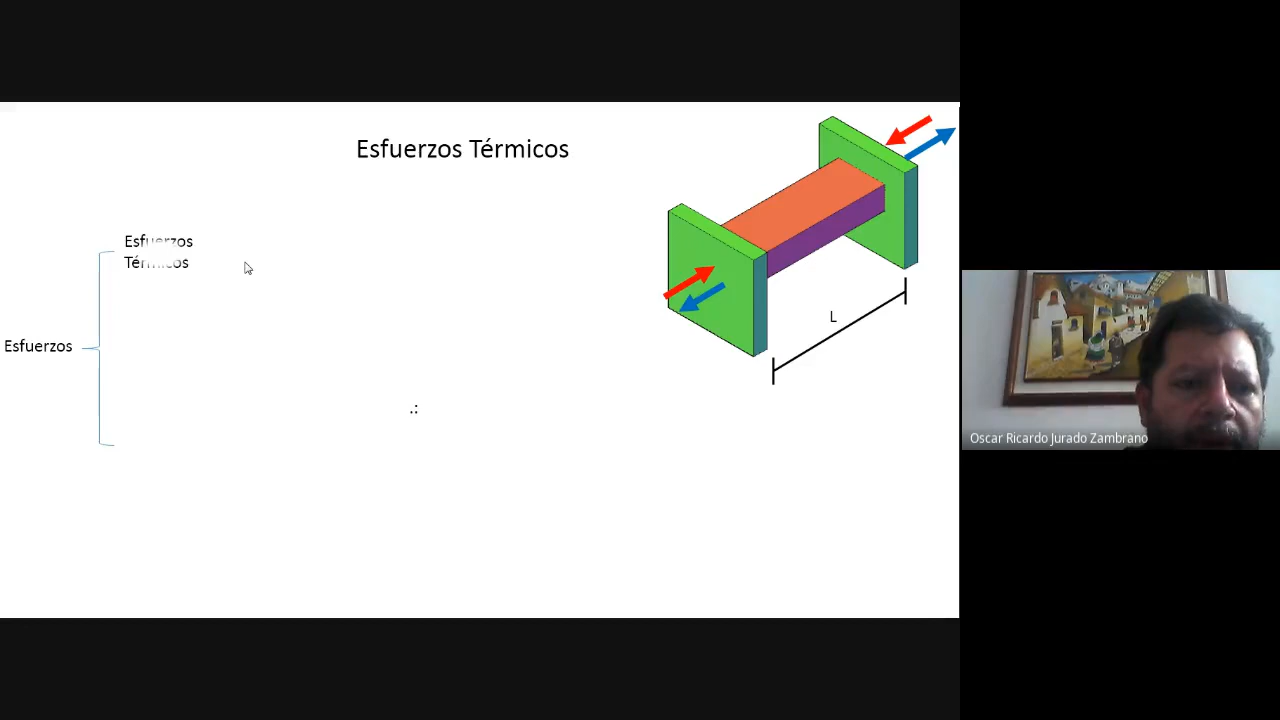 Esfuerzos Térmicos
Esfuerzos
Térmicos
L
Esfuerzos
.:
Oscar Ricardo Jurado Zambrano